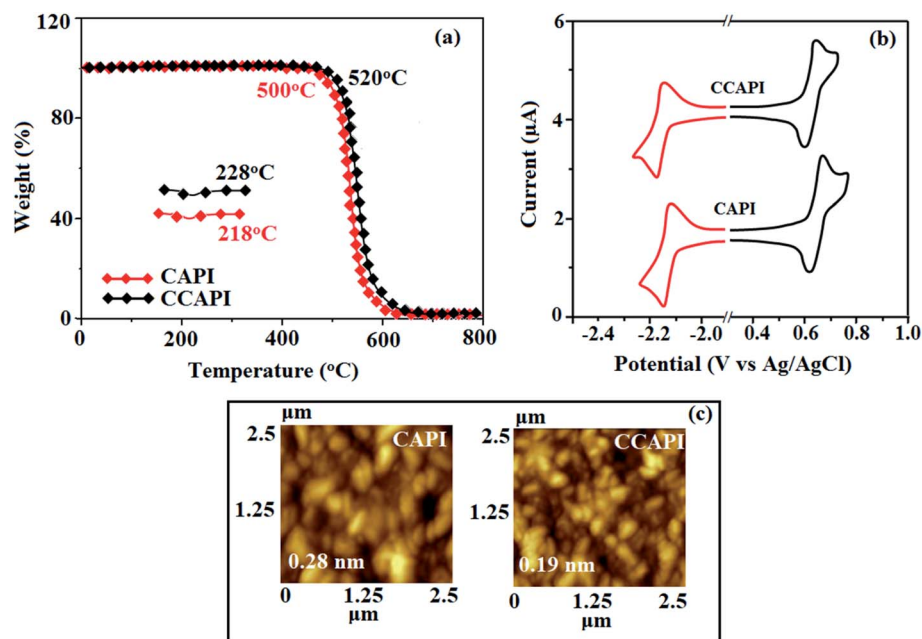 (a)
120
80
40
0
Weight (%)
500°C
520°C
228°C
218°C
CAPI
CCAPI
0
200
400
600
800
Temperature (°C)
(b)
6
4
2
0
Current (µA)
CCAPI
CAPI
-2.4
-2.2
-2.0
0.4
0.6
0.8
1.0
Potential (V vs Ag/AgCl)
(c)
µm
2.5
1.25
CAPI
0.28 nm
0
1.25
2.5
µm
µm
2.5
1.25
CCAPI
0.19 nm
0
1.25
2.5
µm